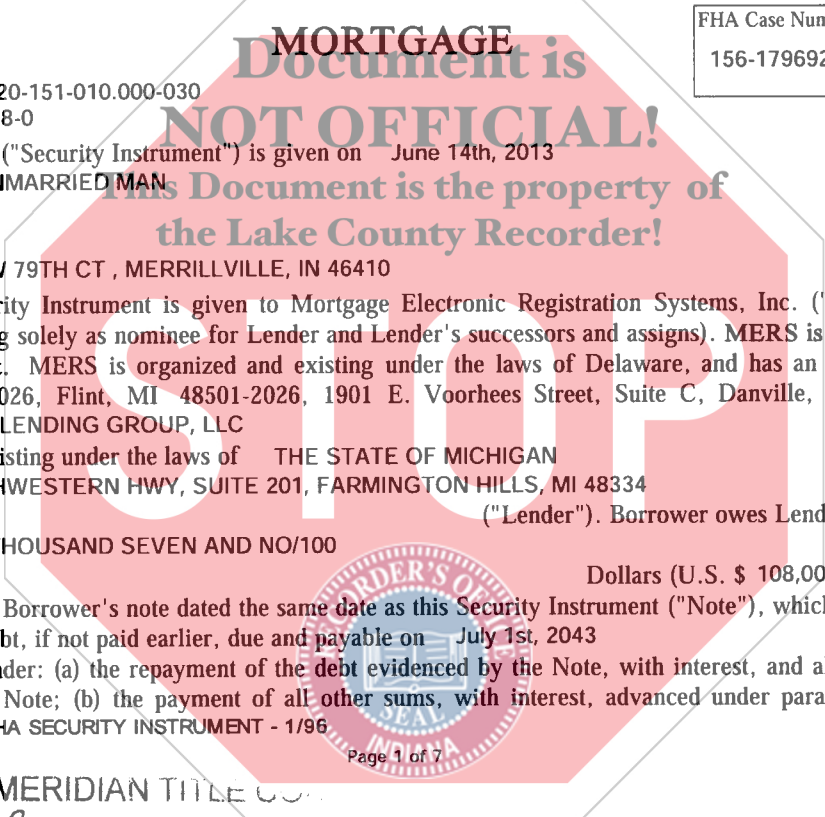 MORTGAGE
FHA Case Num
156-179692
Document is
NOT OFFICIAL!
This Document is the property of
the Lake County Recorder!
STOP
20-151-010.000-030
8-0
("Security Instrument") is given on June 14th, 2013
NMARRIED MAN
79TH CT , MERRILLVILLE, IN 46410
rity Instrument is given to Mortgage Electronic Registration Systems, Inc. ("
g solely as nominee for Lender and Lender's successors and assigns). MERS is
. MERS is organized and existing under the laws of Delaware, and has an
026, Flint, MI 48501-2026, 1901 E. Voorhees Street, Suite C, Danville,
LENDING GROUP, LLC
isting under the laws of THE STATE OF MICHIGAN
HWESTERN HWY, SUITE 201, FARMINGTON HILLS, MI 48334
("Lender"). Borrower owes Lend
THOUSAND SEVEN AND NO/100
Dollars (U.S. $ 108,00
Borrower's note dated the same date as this Security Instrument ("Note"), which
bt, if not paid earlier, due and payable on July 1st, 2043
nder: (a) the repayment of the debt evidenced by the Note, with interest, and a
Note; (b) the payment of all other sums, with interest, advanced under para
HA SECURITY INSTRUMENT - 1/96
RECORDER'S OFFICE
SEAL
INDIANA
Page 1 of 7
MERIDIAN TITLE